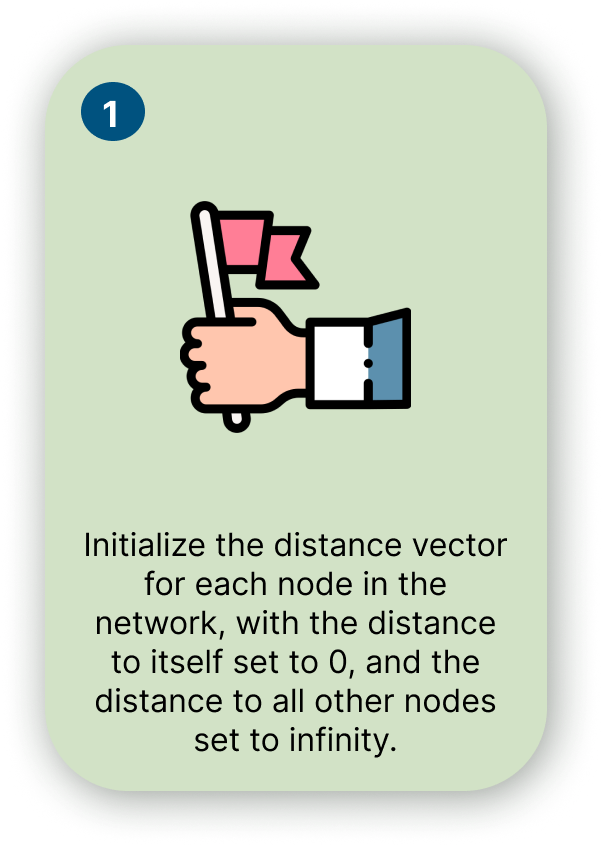 1
Initialize the distance vector
for each node in the
network, with the distance
to itself set to 0, and the
distance to all other nodes
set to infinity.